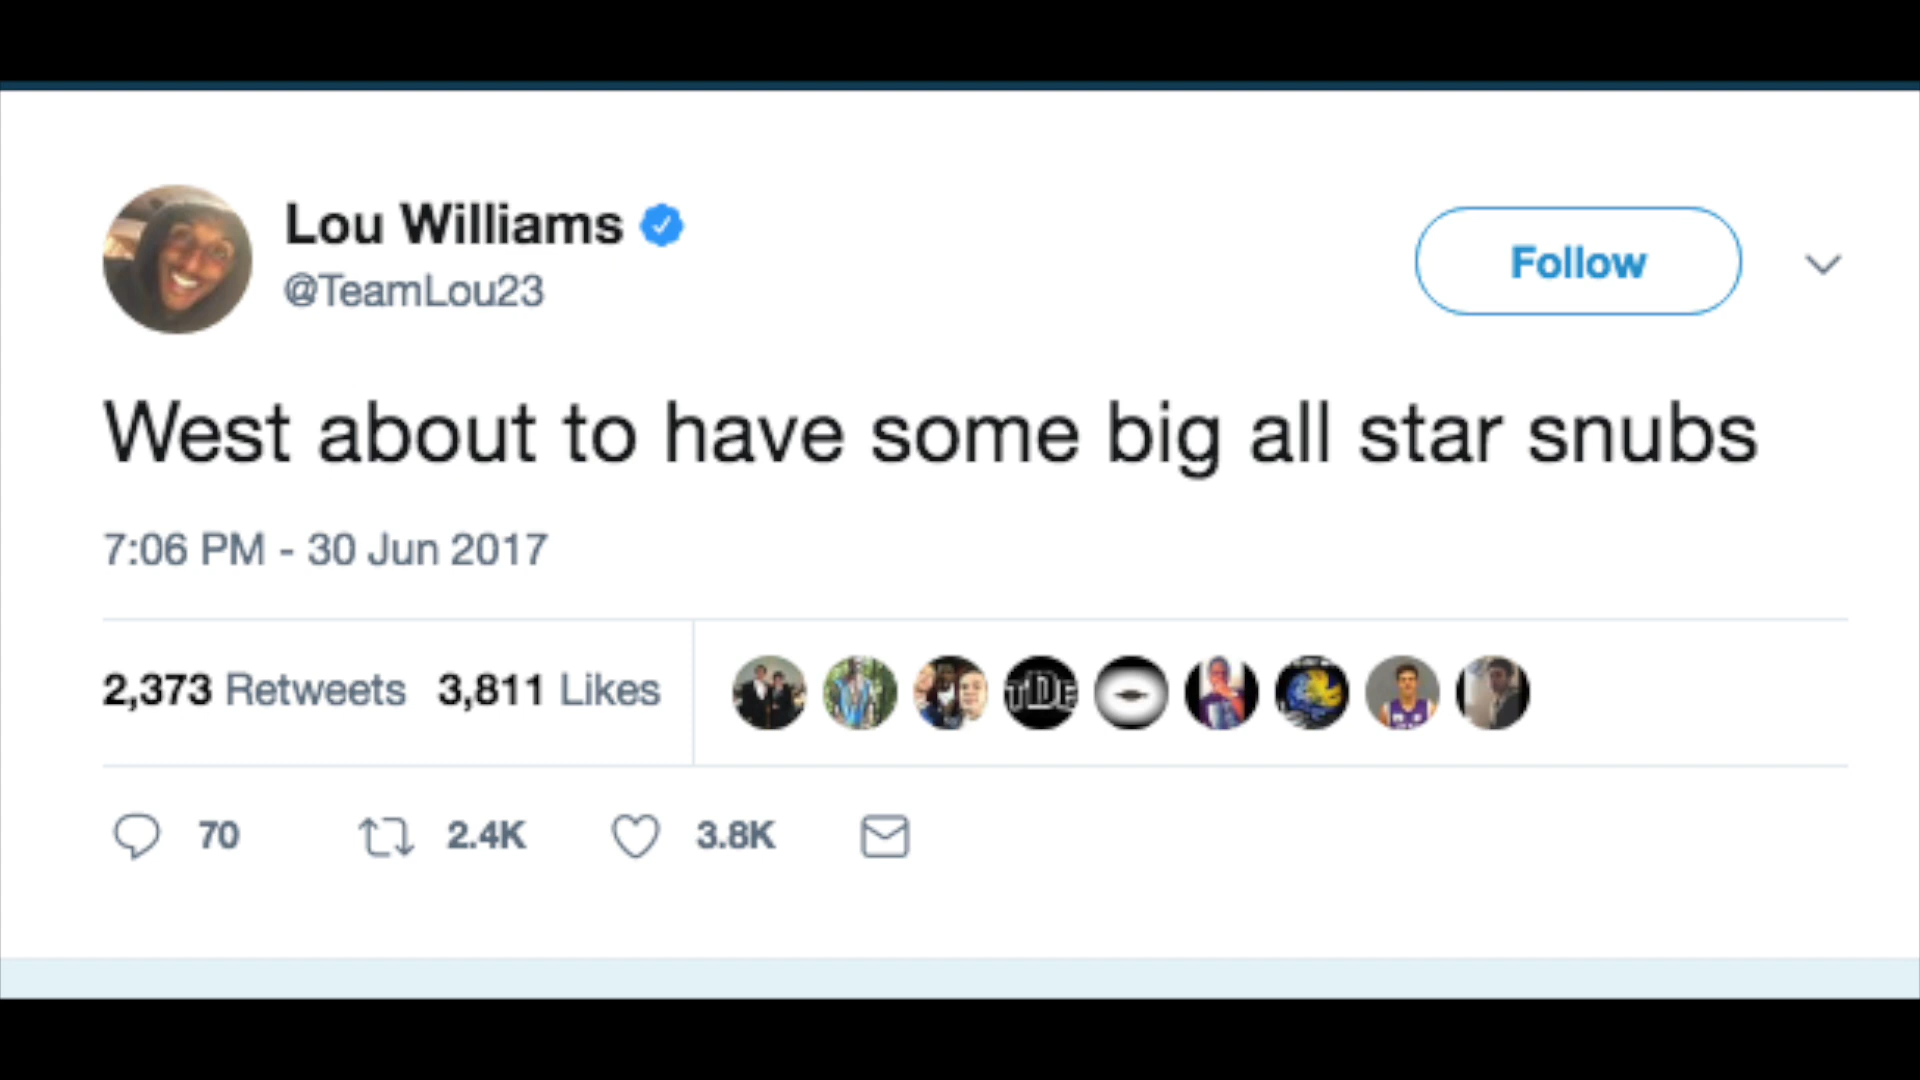 Lou Williams
@TeamLou23
Follow
West about to have some big all star snubs
7:06 PM - 30 Jun 2017
2,373 Retweets 3,811 Likes
TDE
70 2.4K 3.8K